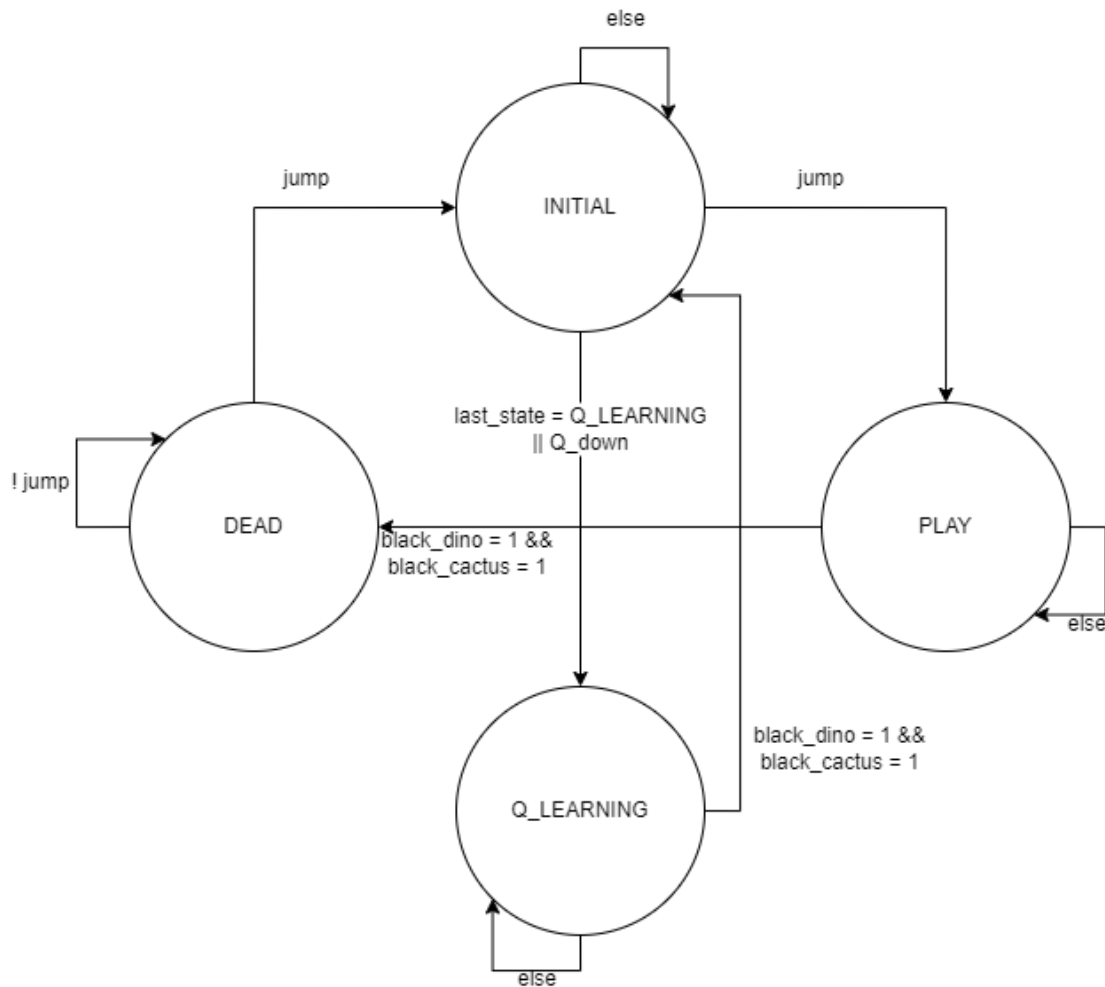 else
jump
INITIAL
jump
last_state = Q_LEARNING
|| Q_down
! jump
DEAD
black_dino = 1 &&
black_cactus = 1
PLAY
else
black_dino = 1 &&
black_cactus = 1
Q_LEARNING
else